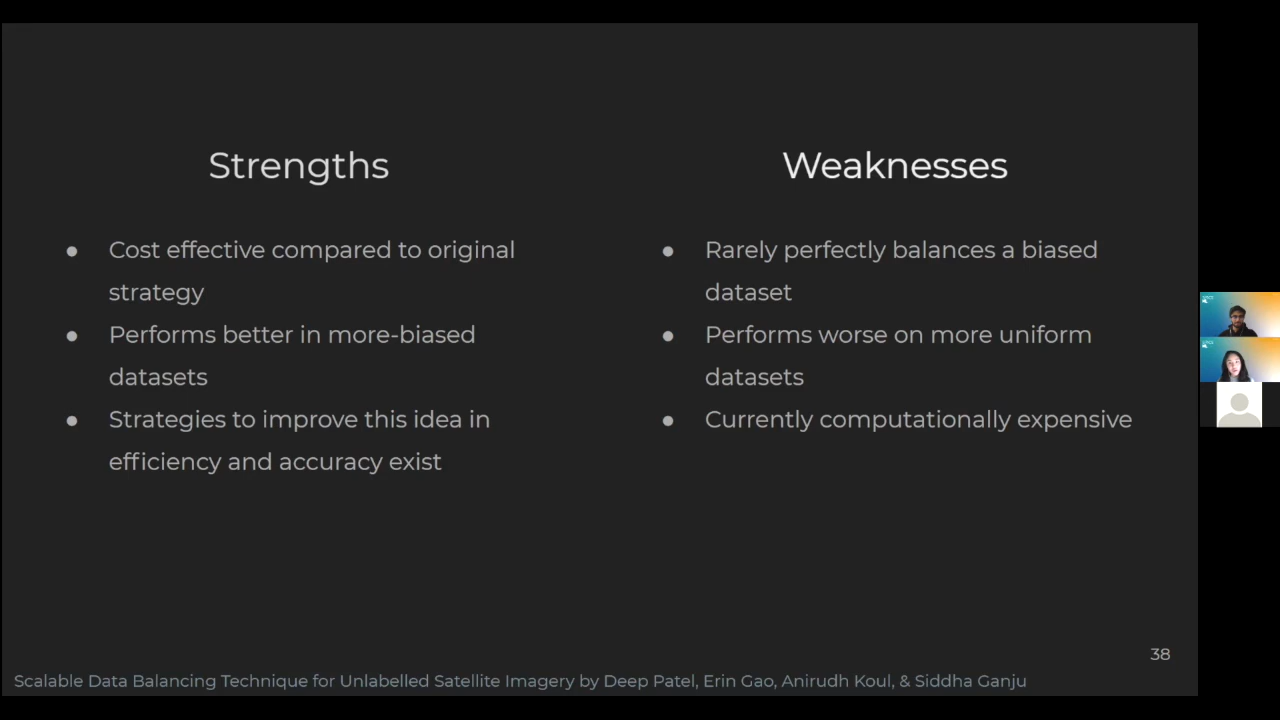 Strengths
Cost effective compared to original
strategy
● Performs better in more-biased
datasets
● Strategies to improve this idea in
efficiency and accuracy exist
Weaknesses
● Rarely perfectly balances a biased
dataset
● Performs worse on more uniform
datasets
● Currently computationally expensive
38
Scalable Data Balancing Technique for Unlabelled Satellite Imagery by Deep Patel, Erin Gao, Anirudh Koul, & Siddha Ganju